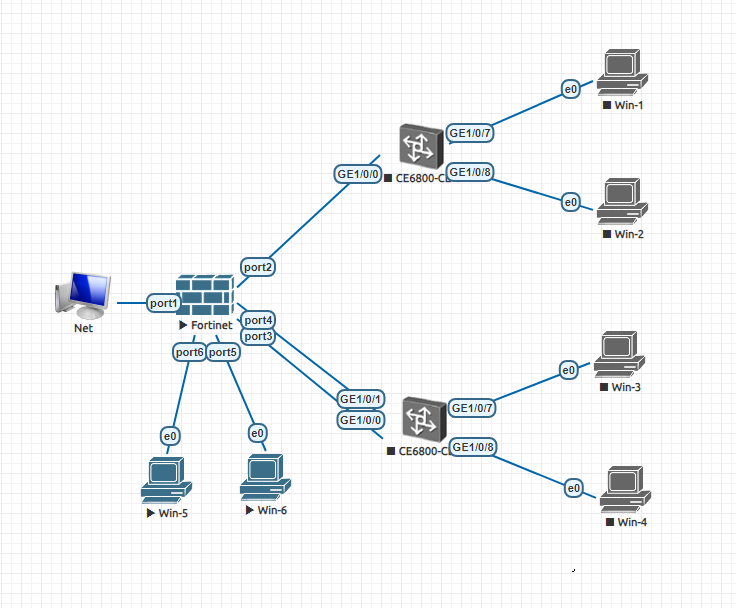 e0
Win-1
GE1/0/7
GE1/0/0
CE6800-CE
GE1/0/8
e0
Win-2
port2
Net
port1
Fortinet
port4
port3
port6
port5
e0
Win-3
GE1/0/1
GE1/0/0
GE1/0/7
CE6800-CE
GE1/0/8
e0
Win-5
e0
Win-6
e0
Win-4